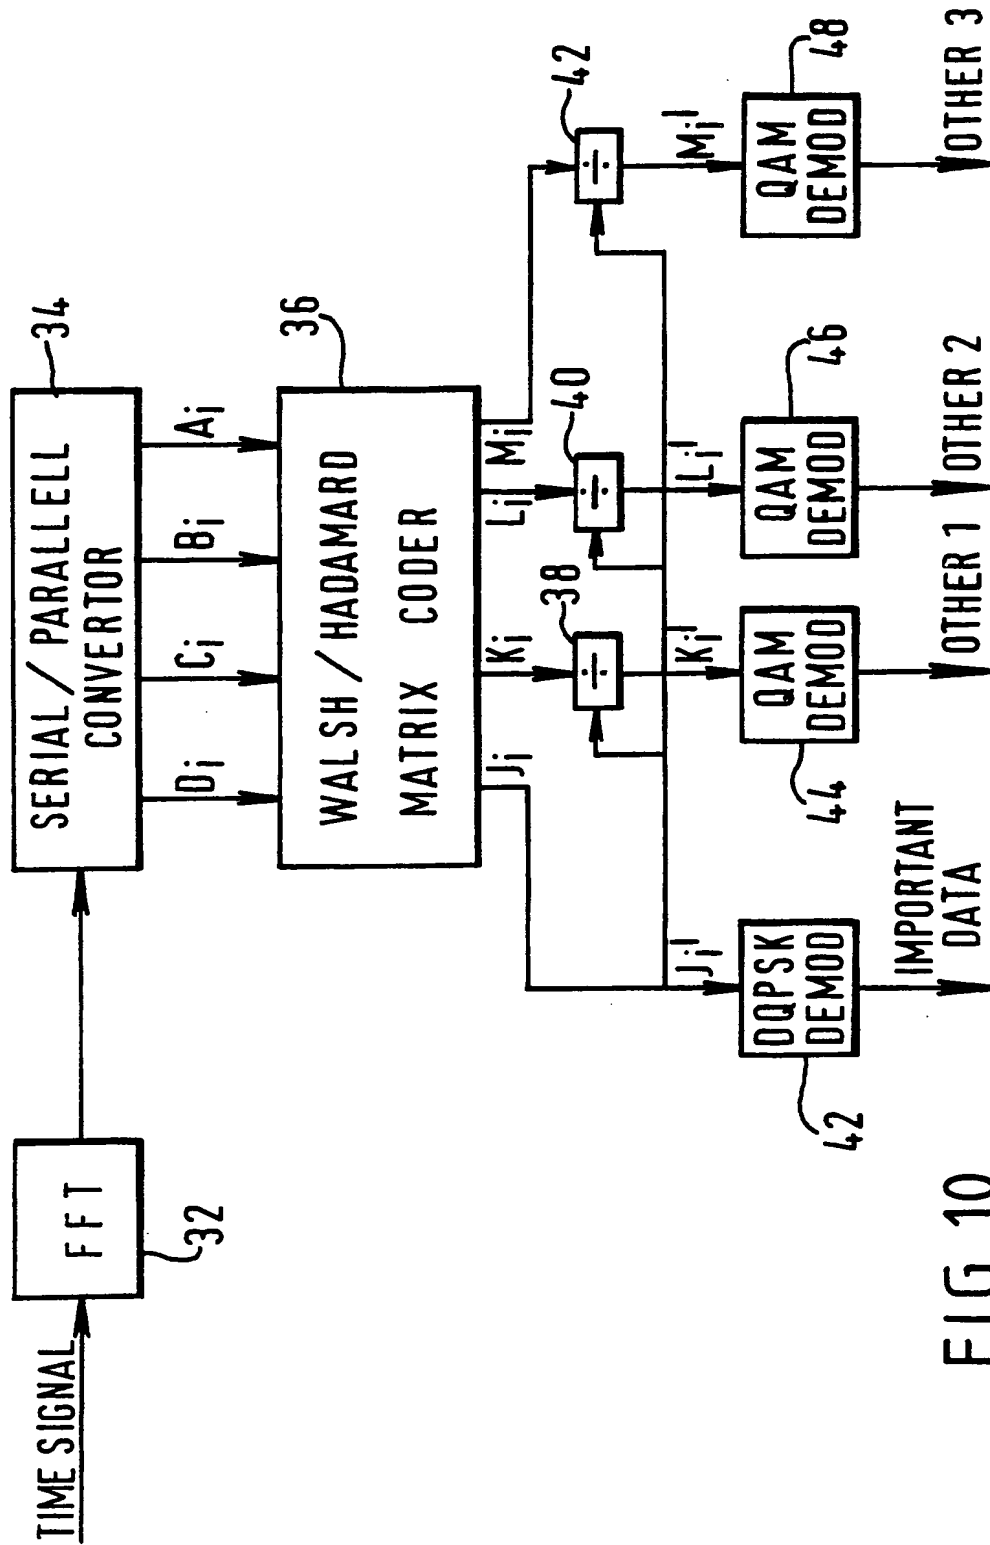 TIME SIGNAL
FFT
32
SERIAL / PARALLELL
CONVERTOR
34
Di
Ci
Bi
Ai
WALSH / HADAMARD
MATRIX CODER
36
Ji
Ki
Li
Mi
38
÷
40
÷
42
÷
Ji'
Ki'
Li'
Mi'
DQPSK
DEMOD
42
QAM
DEMOD
44
QAM
DEMOD
46
QAM
DEMOD
48
IMPORTANT
DATA
OTHER 1
OTHER 2
OTHER 3
FIG 10